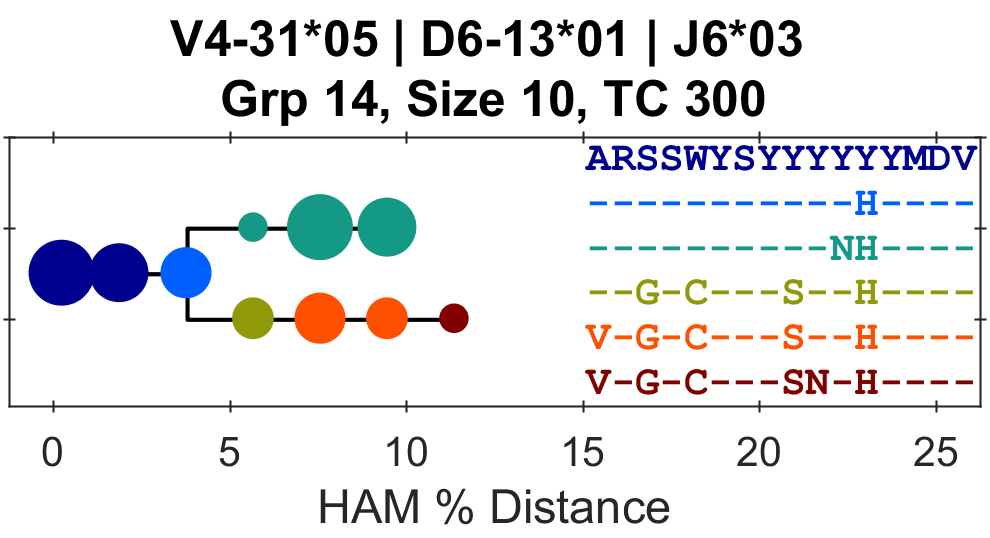 V4-31*05 | D6-13*01 | J6*03
Grp 14, Size 10, TC 300
ARSSWYSYYYYYYMDV
-----------H----
----------NH----
--G-C---S--H----
V-G-C---S--H----
V-G-C---SN-H----
0 5 10 15 20 25
HAM % Distance